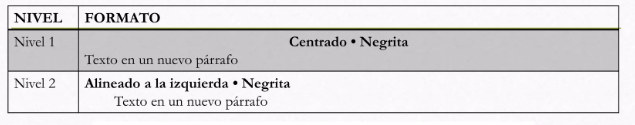 NIVEL FORMATO
Nivel 1 Centrado • Negrita
Texto en un nuevo párrafo
Nivel 2 Alineado a la izquierda • Negrita
Texto en un nuevo párrafo